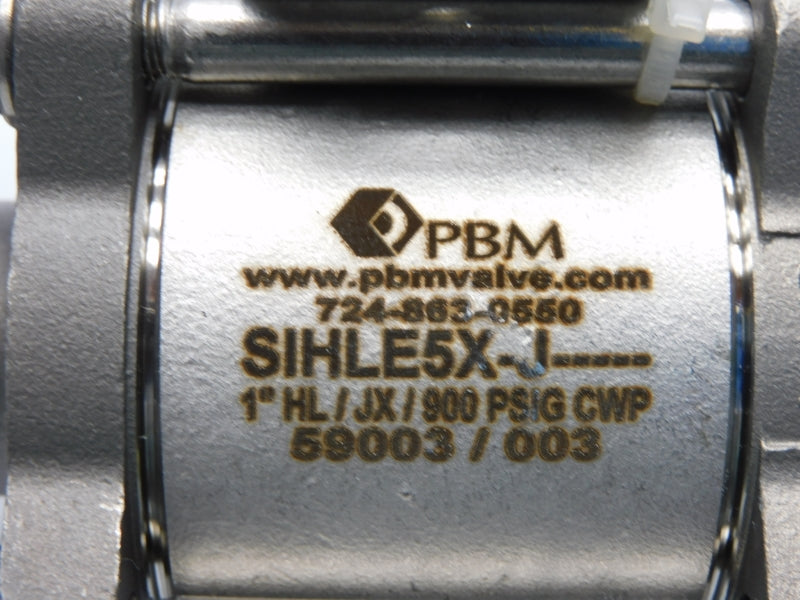 PBM
www.pbmvalve.com
724-863-0550
SIHLE5X-J-----
1" HL / JX / 900 PSIG CWP
59003 / 003